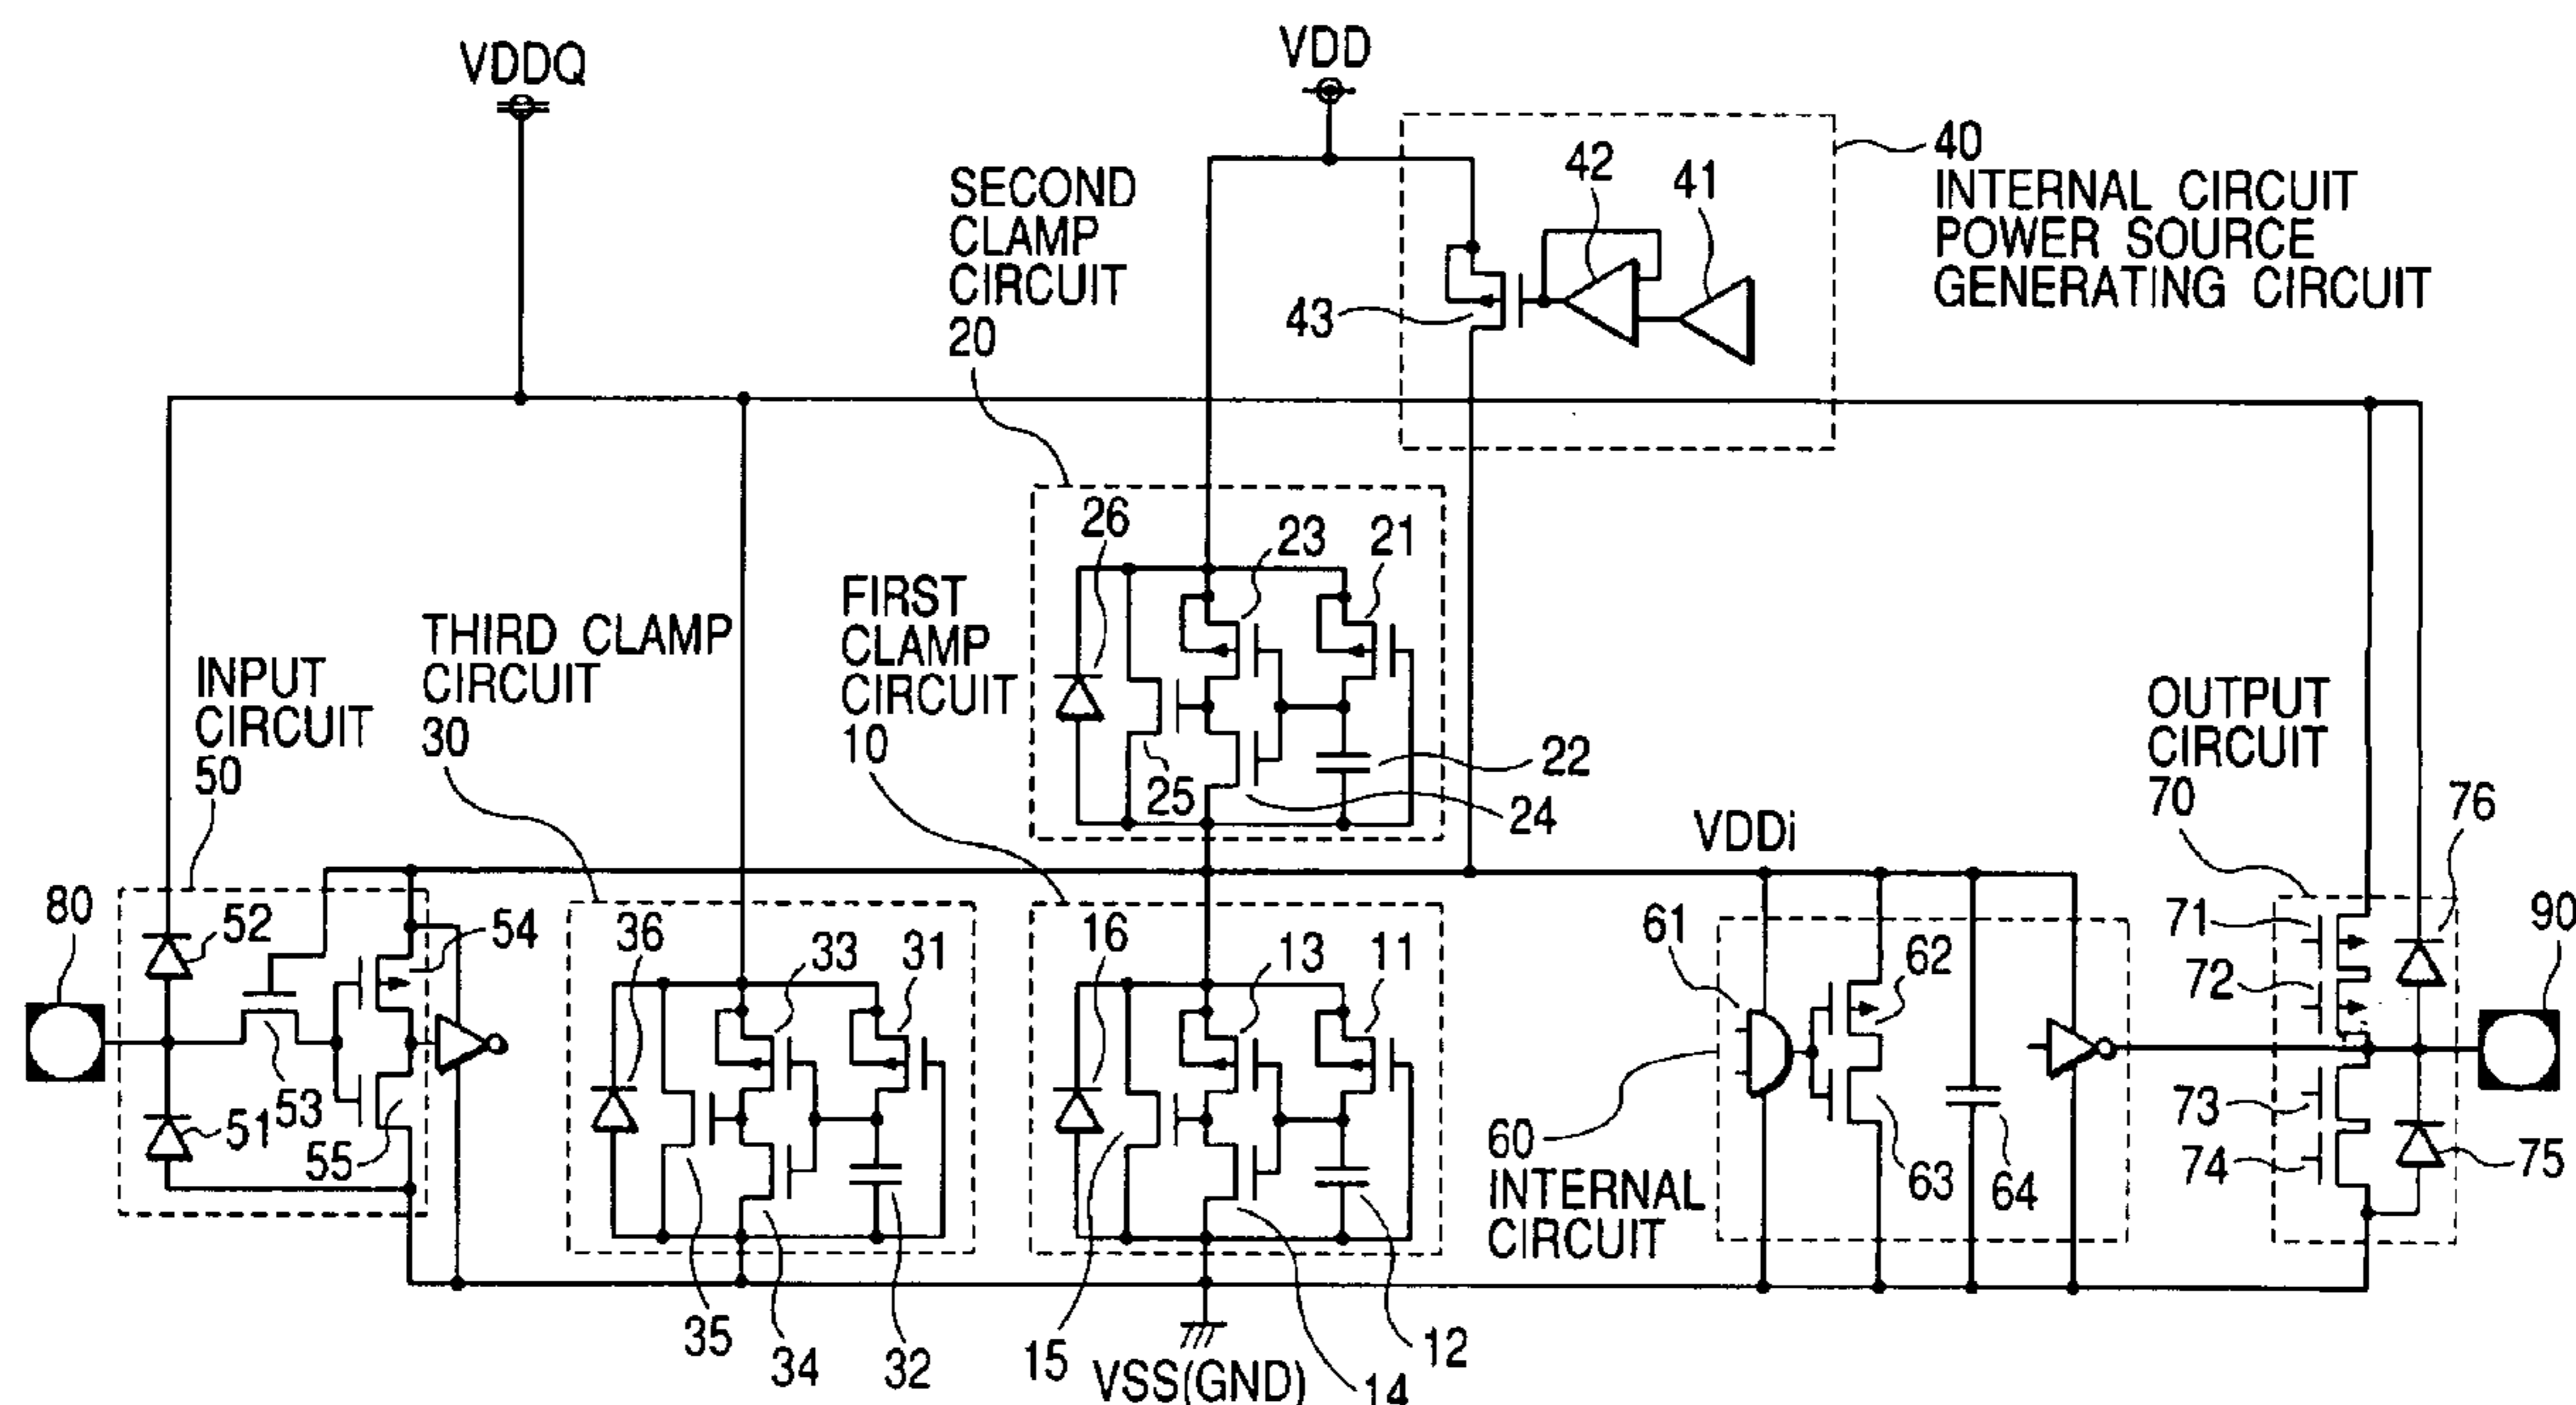 VDDQ
VDD
40
INTERNAL CIRCUIT
POWER SOURCE
GENERATING CIRCUIT
42
41
43
SECOND
CLAMP
CIRCUIT
20
26
23
21
25
22
24
FIRST
CLAMP
CIRCUIT
10
THIRD CLAMP
CIRCUIT
30
INPUT
CIRCUIT
50
VDDi
OUTPUT
CIRCUIT
70
76
80
52
54
53
51
55
36
33
31
35
34
32
16
13
11
15
14
12
VSS(GND)
61
62
63
64
60
INTERNAL
CIRCUIT
71
72
73
74
75
90